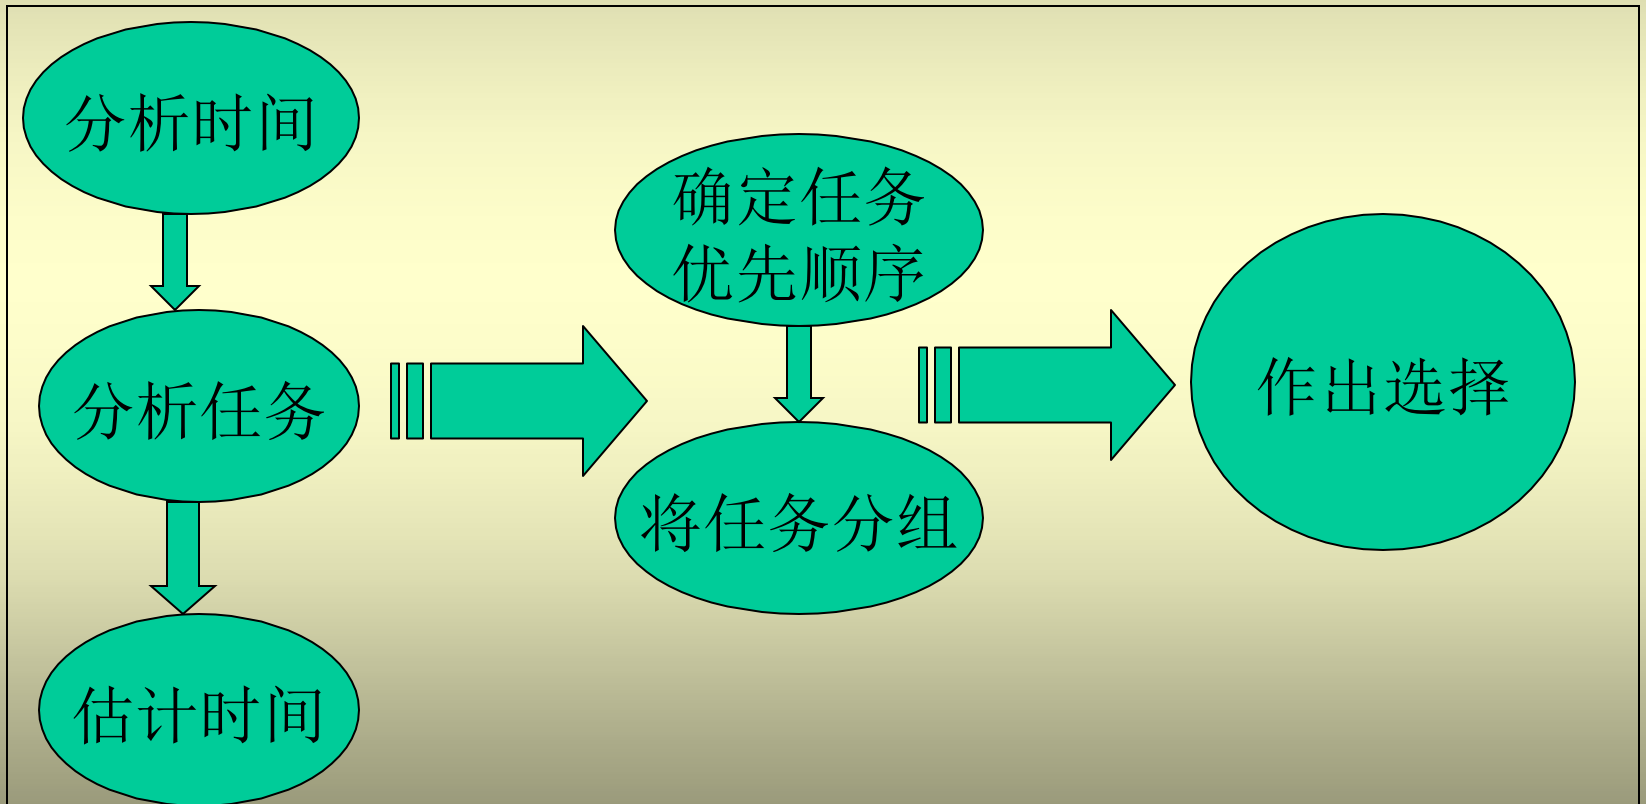 分析时间
分析任务
估计时间
确定任务
优先顺序
将任务分组
作出选择